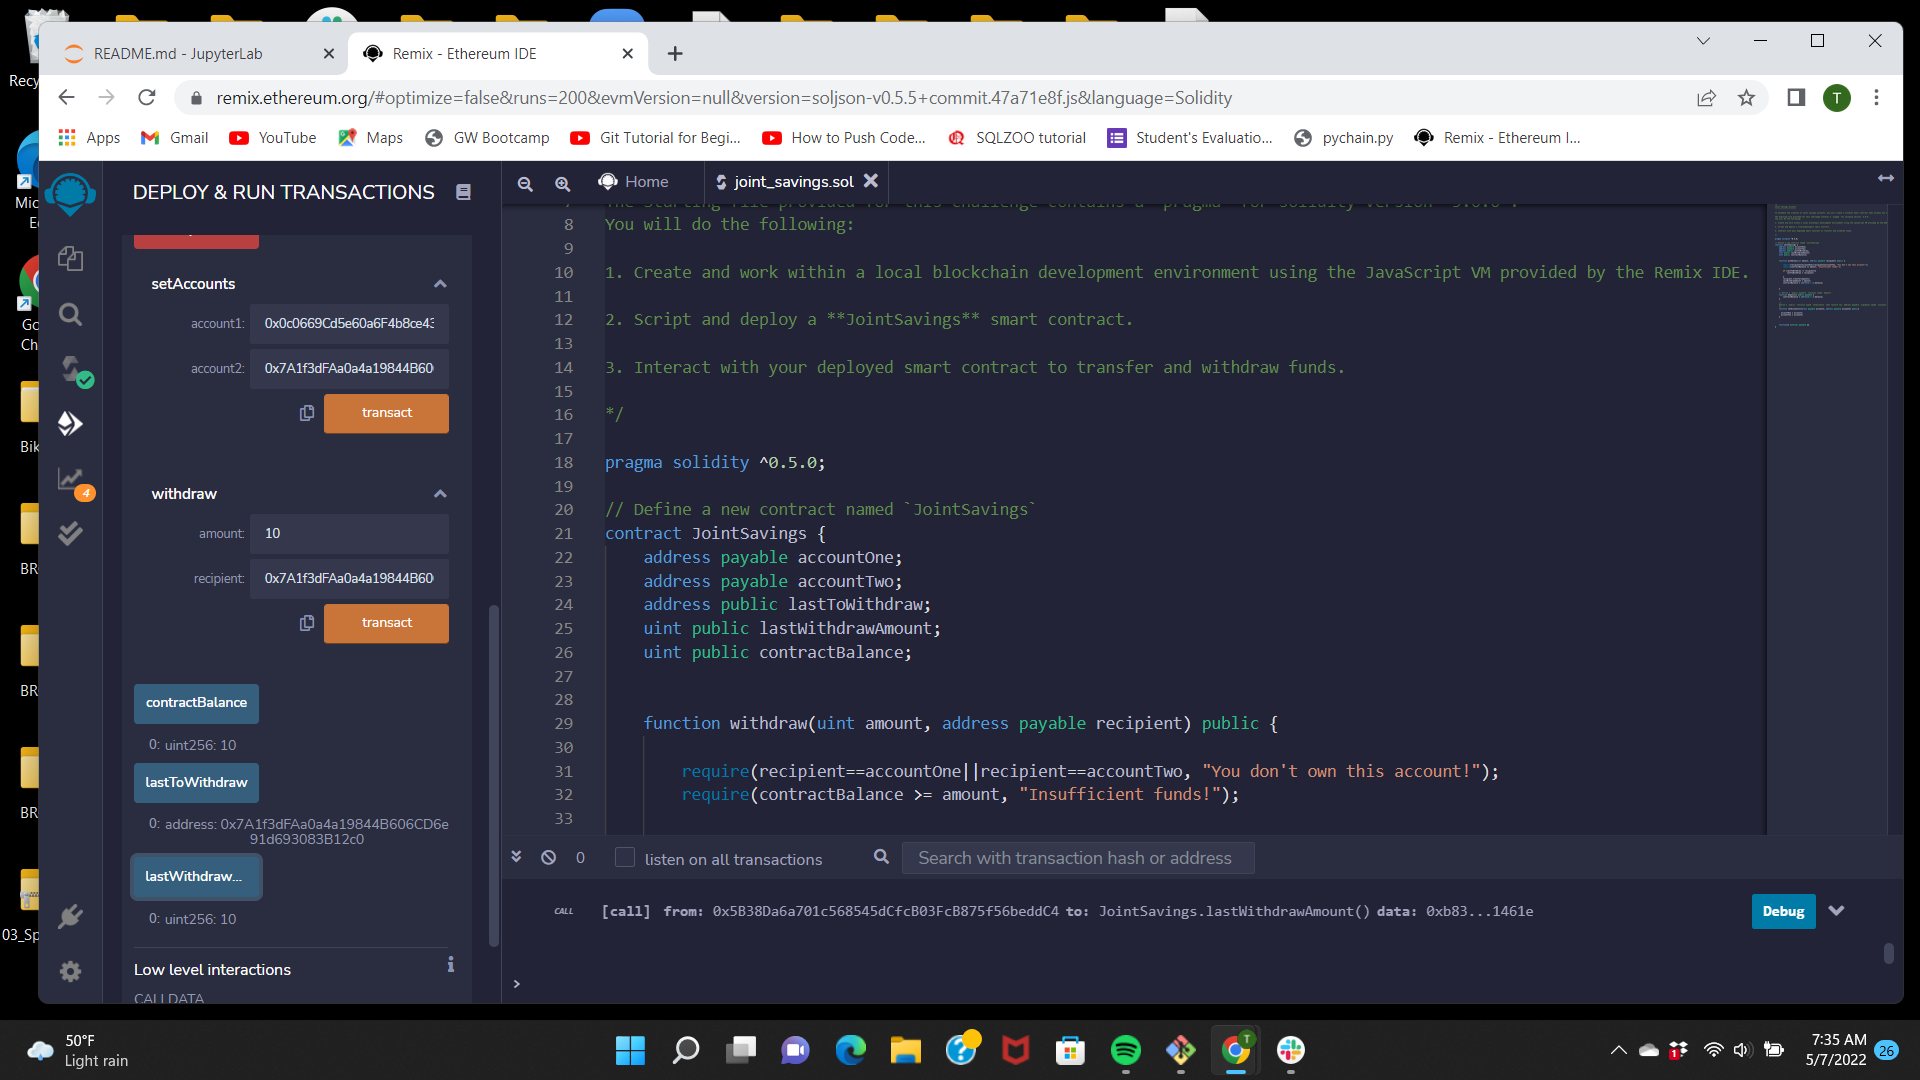 README.md - JupyterLab
Remix - Ethereum IDE
remix.ethereum.org/#optimize=false&runs=200&evmVersion=null&version=soljson-v0.5.5+commit.47a71e8f.js&language=Solidity
T
Apps
Gmail
YouTube
Maps
GW Bootcamp
Git Tutorial for Begi...
How to Push Code...
SQLZOO tutorial
Student's Evaluatio...
pychain.py
Remix - Ethereum I...
DEPLOY & RUN TRANSACTIONS
setAccounts
account1: 0x0c0669Cd5e60a6F4b8ce43
account2: 0x7A1f3dFAa0a4a19844B60
transact
withdraw
amount: 10
recipient: 0x7A1f3dFAa0a4a19844B60
transact
contractBalance
0: uint256: 10
lastToWithdraw
0: address: 0x7A1f3dFAa0a4a19844B606CD6e
91d693083B12c0
lastWithdraw...
0: uint256: 10
Low level interactions
CALLDATA
4
Home
joint_savings.sol
8 You will do the following:
9
10 1. Create and work within a local blockchain development environment using the JavaScript VM provided by the Remix IDE.
11
12 2. Script and deploy a **JointSavings** smart contract.
13
14 3. Interact with your deployed smart contract to transfer and withdraw funds.
15
16 */
17
18 pragma solidity ^0.5.0;
19
20 // Define a new contract named `JointSavings`
21 contract JointSavings {
22 address payable accountOne;
23 address payable accountTwo;
24 address public lastToWithdraw;
25 uint public lastWithdrawAmount;
26 uint public contractBalance;
27
28
29 function withdraw(uint amount, address payable recipient) public {
30
31 require(recipient==accountOne||recipient==accountTwo, "You don't own this account!");
32 require(contractBalance >= amount, "Insufficient funds!");
33
0
listen on all transactions
Search with transaction hash or address
CALL [call] from: 0x5B38Da6a701c568545dCfcB03FcB875f56beddC4 to: JointSavings.lastWithdrawAmount() data: 0xb83...1461e
Debug
>
Recy
Mic
E
Go
Ch
Bik
BR
BR
BR
BR
03_Sp
50°F
Light rain
T
1
7:35 AM
5/7/2022
26